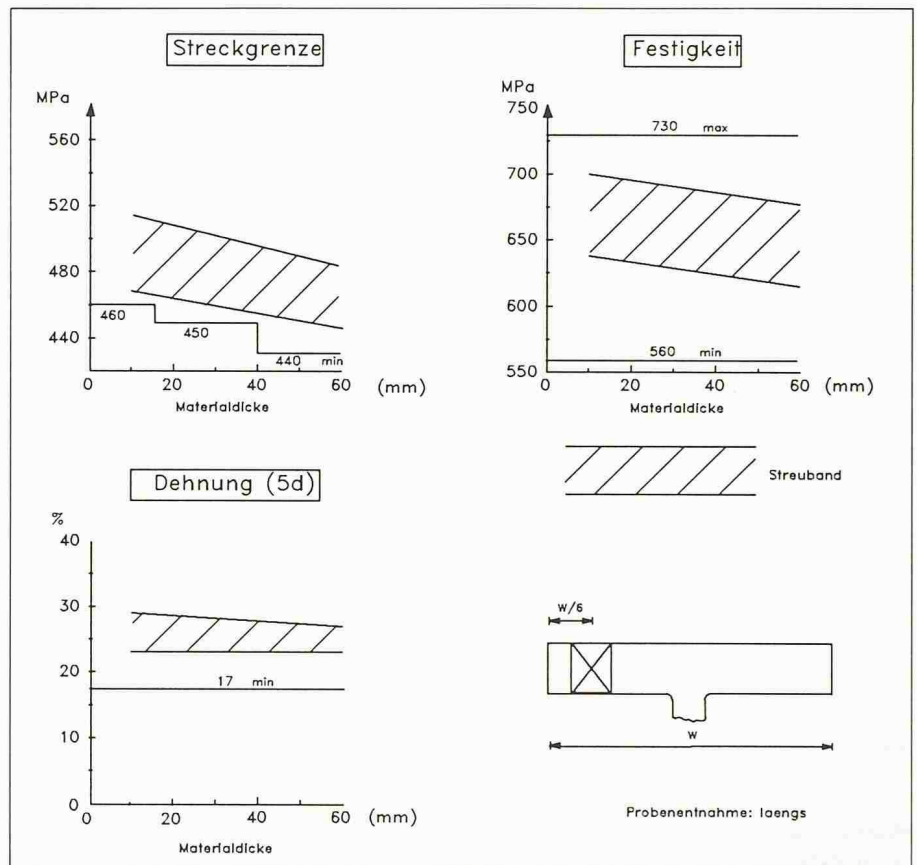 Streckgrenze
MPa
560
520
480
440
460
450
440 min
0 20 40 60 (mm)
Materialdicke
Festigkeit
MPa
750
700
650
600
550
730 max
560 min
0 20 40 60 (mm)
Materialdicke
Streuband
Dehnung (5d)
%
40
30
20
10
0
17 min
0 20 40 60 (mm)
Materialdicke
W/6
W
Probenentnahme: laengs